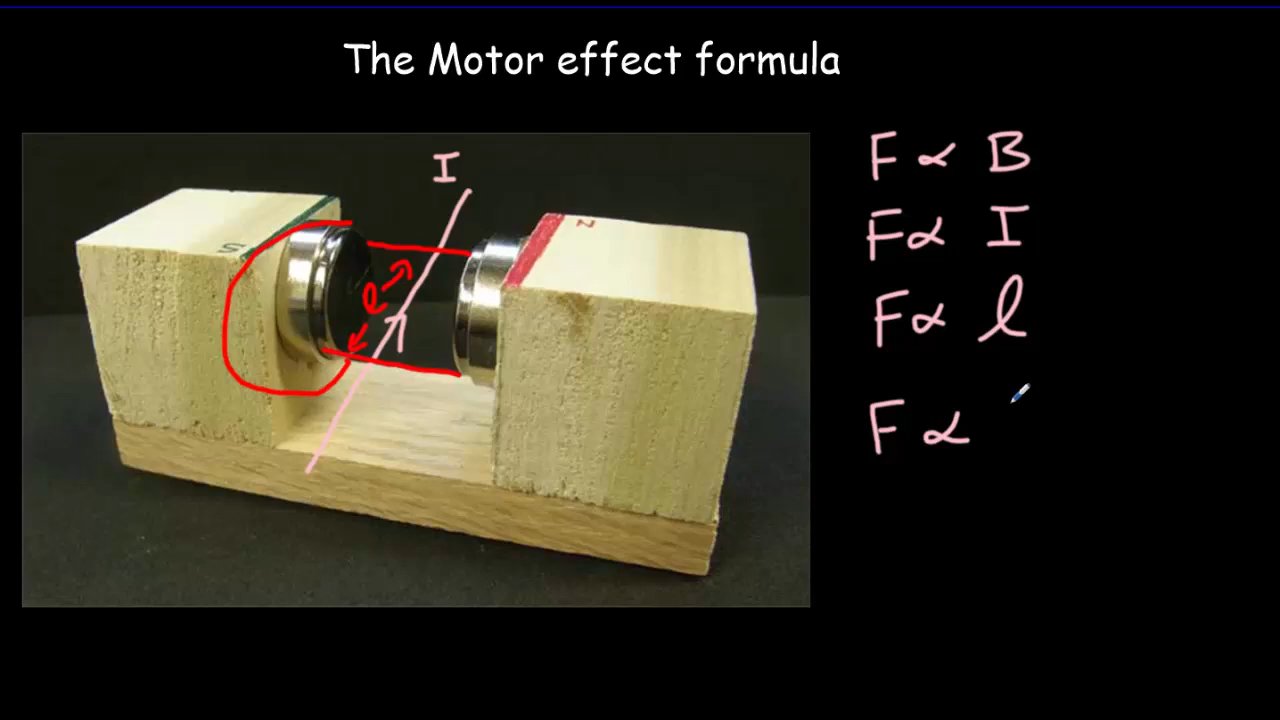 The Motor effect formula
I
S
N
l
F ∝ B
F ∝ I
F ∝ l
F ∝